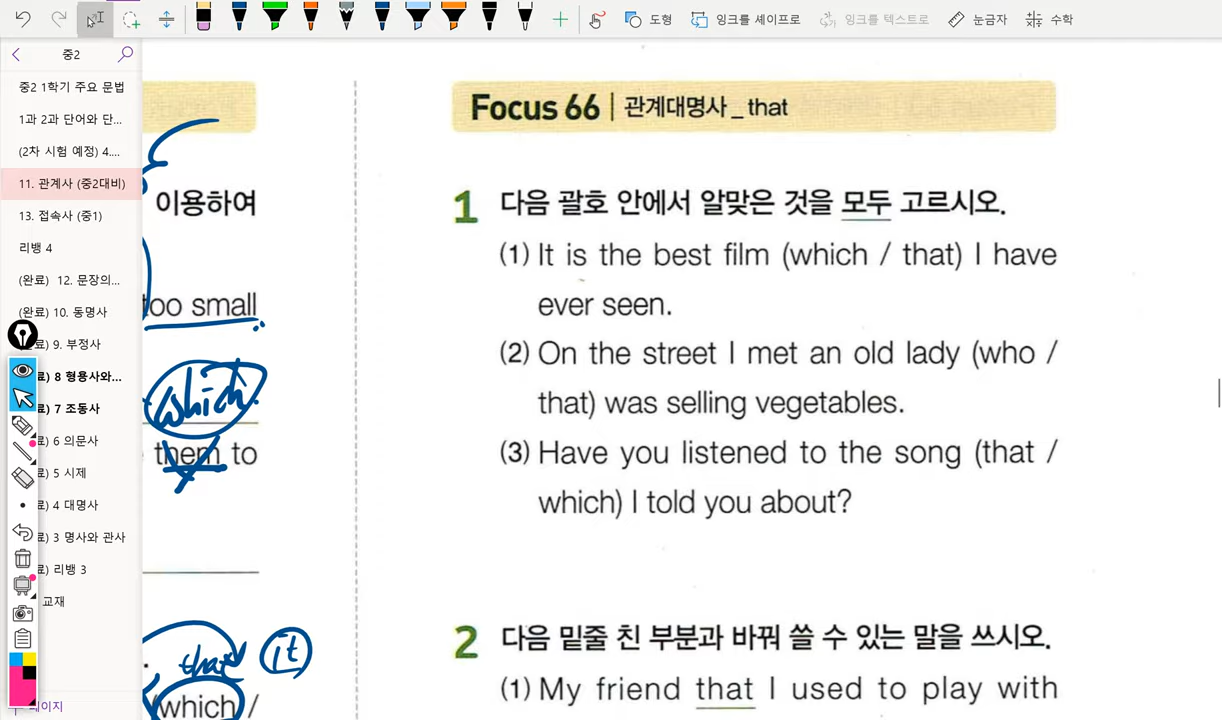 도형
잉크를 셰이프로
잉크를 텍스트로
눈금자
수학
중2
중2 1학기 주요 문법
1과 2과 단어와 단...
(2차 시험 예정) 4....
11. 관계사 (중2대비)
13. 접속사 (중1)
리뱅 4
(완료) 12. 문장의...
(완료) 10. 동명사
료) 9. 부정사
료) 8 형용사와...
료) 7 조동사
료) 6 의문사
료) 5 시제
료) 4 대명사
료) 3 명사와 관사
료) 리뱅 3
교재
페이지
이용하여
too small
which
them to
that it
which /
Focus 66 | 관계대명사 _ that
1 다음 괄호 안에서 알맞은 것을 모두 고르시오.
(1) It is the best film (which / that) I have
ever seen.
(2) On the street I met an old lady (who /
that) was selling vegetables.
(3) Have you listened to the song (that /
which) I told you about?
2 다음 밑줄 친 부분과 바꿔 쓸 수 있는 말을 쓰시오.
(1) My friend that I used to play with